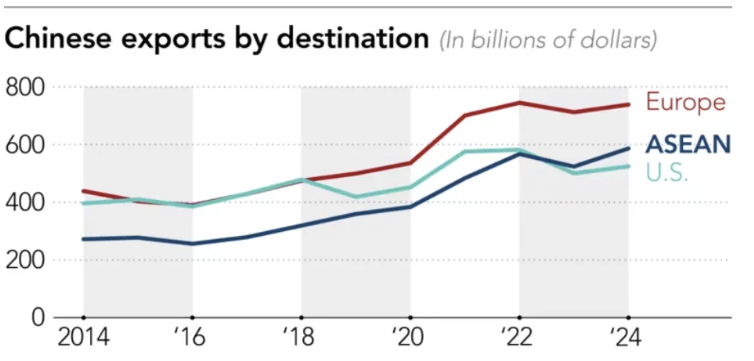 Chinese exports by destination (In billions of dollars)
800
600
400
200
0
Europe
ASEAN
U.S.
2014 '16 '18 '20 '22 '24